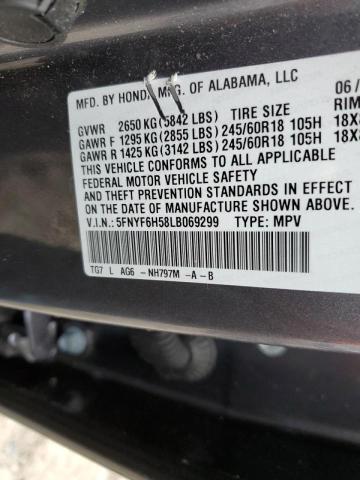 MFD. BY HONDA MFG. OF ALABAMA, LLC 06/
GVWR 2650 KG (5842 LBS) TIRE SIZE RIM
GAWR F 1295 KG (2855 LBS) 245/60R18 105H 18X8
GAWR R 1425 KG (3142 LBS) 245/60R18 105H 18X8
THIS VEHICLE CONFORMS TO ALL APPLICABLE
FEDERAL MOTOR VEHICLE SAFETY
AND THEFT PREVENTION STANDARDS IN EFFECT
ON THE DATE OF MANUFACTURE SHOWN ABOVE.
V.I.N.: 5FNYF6H58LB069299 TYPE: MPV
TG7 L AG6 -NH797M -A-B